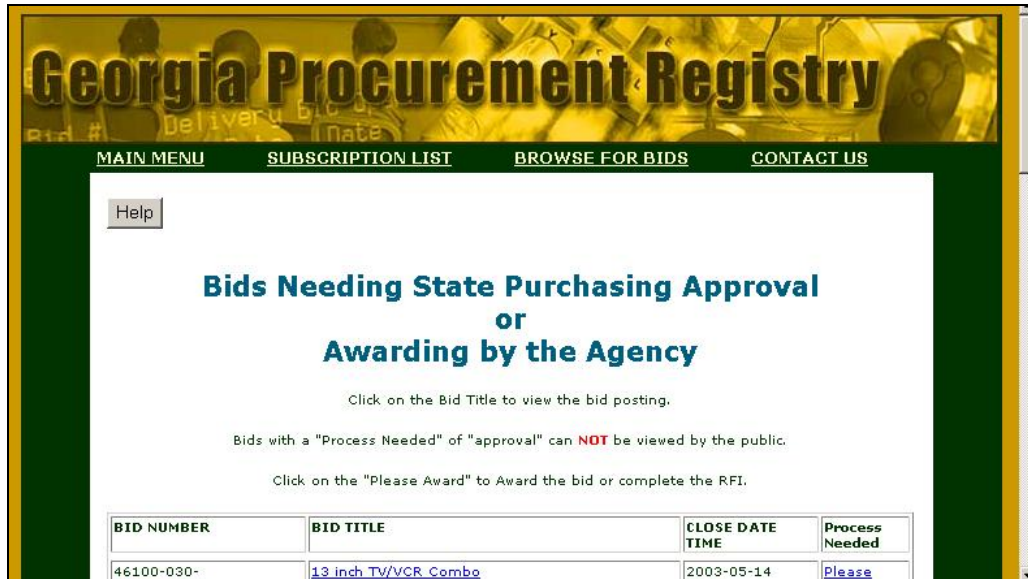 Georgia Procurement Registry
MAIN MENU SUBSCRIPTION LIST BROWSE FOR BIDS CONTACT US
Help
Bids Needing State Purchasing Approval
or
Awarding by the Agency
Click on the Bid Title to view the bid posting.
Bids with a "Process Needed" of "approval" can NOT be viewed by the public.
Click on the "Please Award" to Award the bid or complete the RFI.
BID NUMBER BID TITLE CLOSE DATE TIME Process Needed
46100-030- 13 inch TV/VCR Combo 2003-05-14 Please